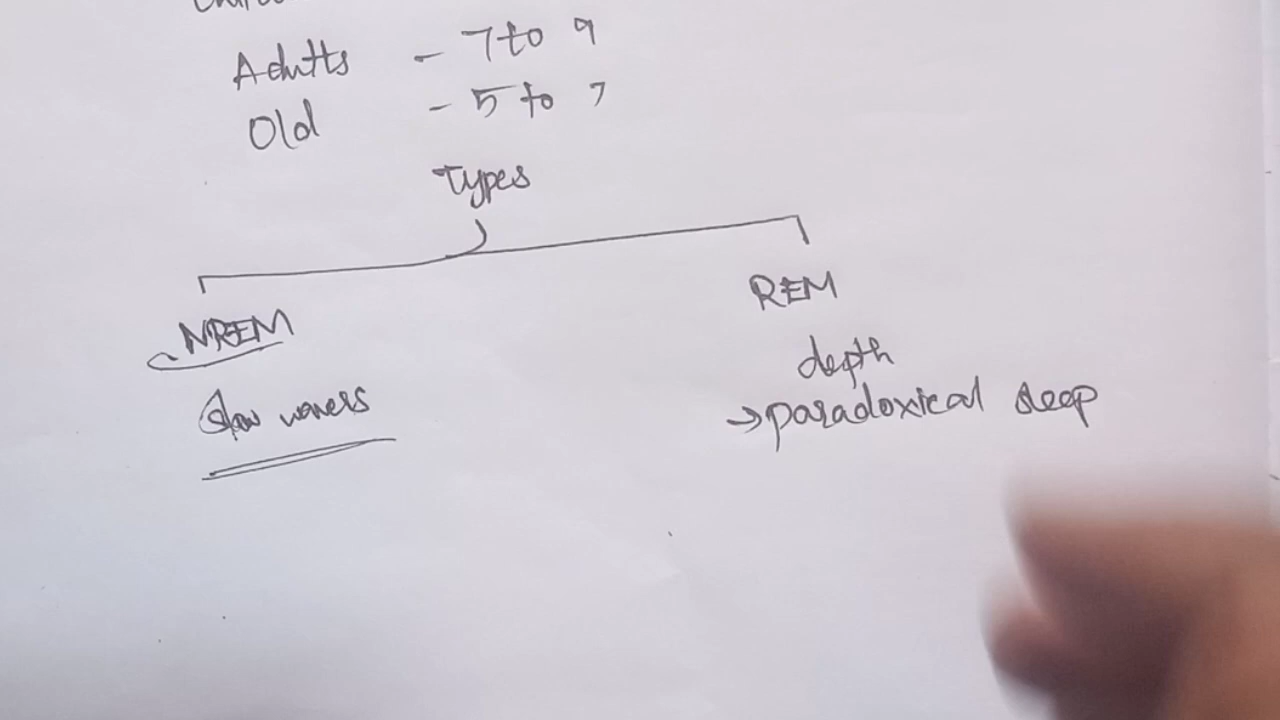 Adults - 7 to 9
Old - 5 to 7
Types
NREM
REM
Slow waves
depth
→ paradoxical sleep